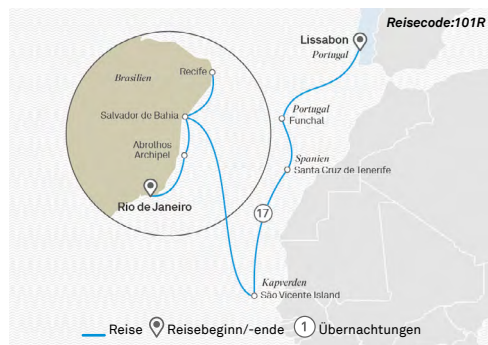 Reisecode:101R
Lissabon
Portugal
Brasilien
Recife
Salvador de Bahia
Portugal
Funchal
Abrolhos
Archipel
Spanien
Santa Cruz de Tenerife
Rio de Janeiro
17
Kapverden
São Vicente Island
Reise Reisebeginn/-ende 1 Übernachtungen